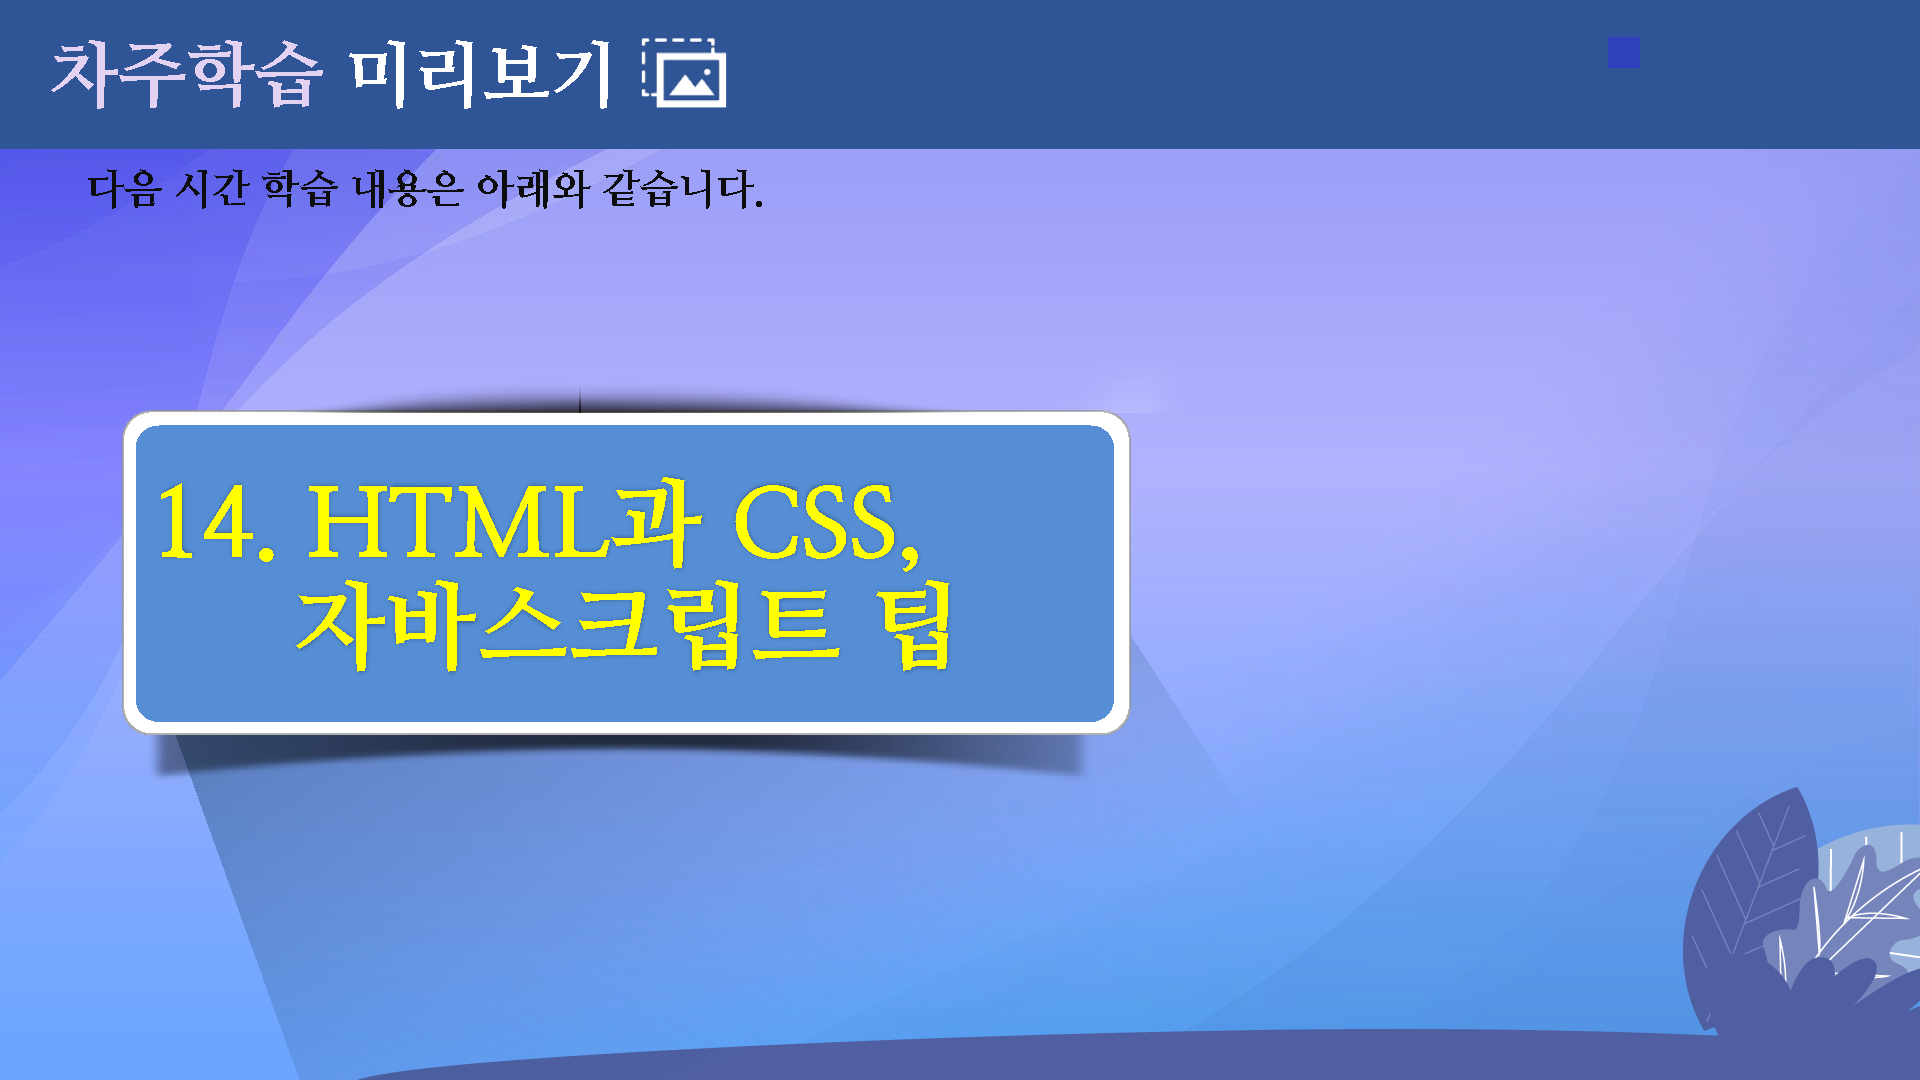 차주학습 미리보기
다음 시간 학습 내용은 아래와 같습니다.
14. HTML과 CSS,
자바스크립트 팁